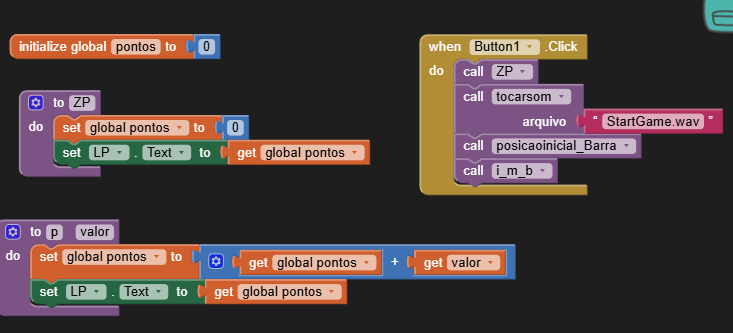 initialize global pontos to 0
to ZP
do set global pontos to 0
set LP . Text to get global pontos
when Button1 .Click
do call ZP
call tocarsom
arquivo " StartGame.wav "
call posicaoinicial_Barra
call i_m_b
to p valor
do set global pontos to get global pontos + get valor
set LP . Text to get global pontos